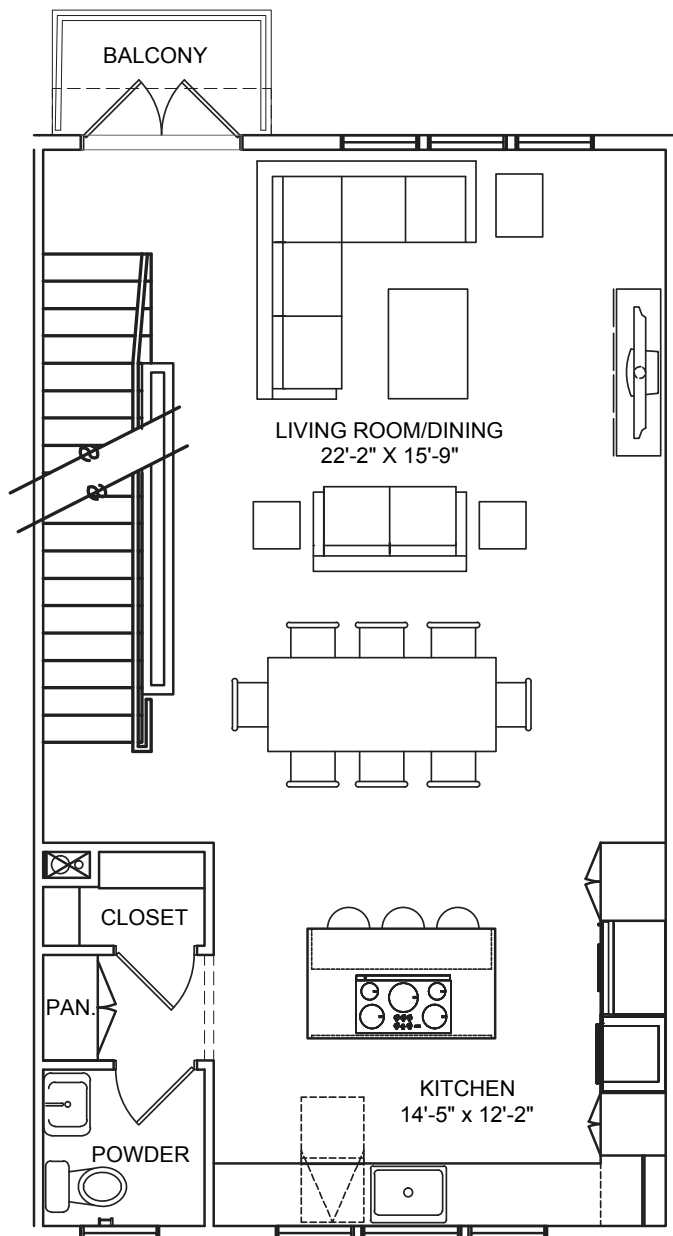 BALCONY
LIVING ROOM/DINING
22'-2" X 15'-9"
CLOSET
PAN.
KITCHEN
14'-5" x 12'-2"
POWDER